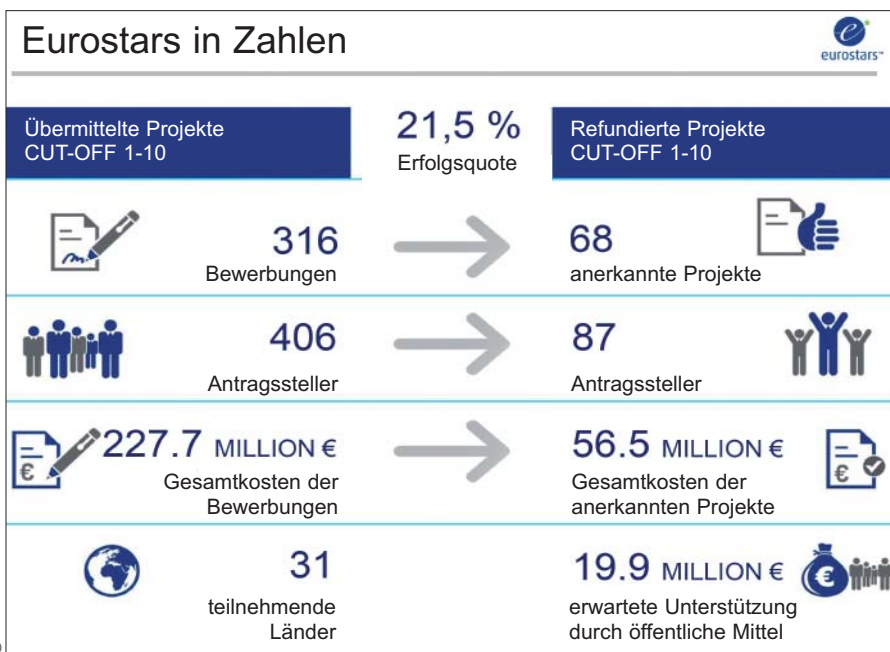 Eurostars in Zahlen
e
eurostars™
Übermittelte Projekte
CUT-OFF 1-10
21,5 %
Erfolgsquote
Refundierte Projekte
CUT-OFF 1-10
316
Bewerbungen
68
anerkannte Projekte
406
Antragssteller
87
Antragssteller
€
227.7 MILLION €
Gesamtkosten der
Bewerbungen
56.5 MILLION €
Gesamtkosten der
anerkannten Projekte
€
31
teilnehmende
Länder
19.9 MILLION €
erwartete Unterstützung
durch öffentliche Mittel
€